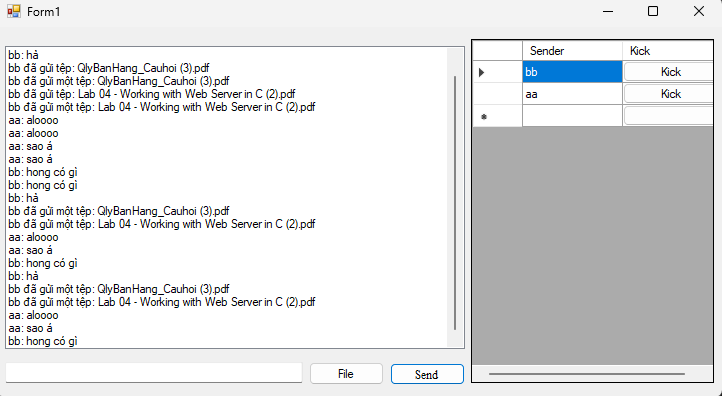 Form1
bb: hả
bb đã gửi tệp: QlyBanHang_Cauhoi (3).pdf
bb đã gửi một tệp: QlyBanHang_Cauhoi (3).pdf
bb đã gửi tệp: Lab 04 - Working with Web Server in C (2).pdf
bb đã gửi một tệp: Lab 04 - Working with Web Server in C (2).pdf
aa: aloooo
aa: aloooo
aa: sao á
aa: sao á
bb: hong có gì
bb: hong có gì
bb: hả
bb đã gửi một tệp: QlyBanHang_Cauhoi (3).pdf
bb đã gửi một tệp: Lab 04 - Working with Web Server in C (2).pdf
aa: aloooo
aa: sao á
bb: hong có gì
bb: hả
bb đã gửi một tệp: QlyBanHang_Cauhoi (3).pdf
bb đã gửi một tệp: Lab 04 - Working with Web Server in C (2).pdf
aa: aloooo
aa: sao á
bb: hong có gì
File Send
Sender Kick
bb Kick
aa Kick